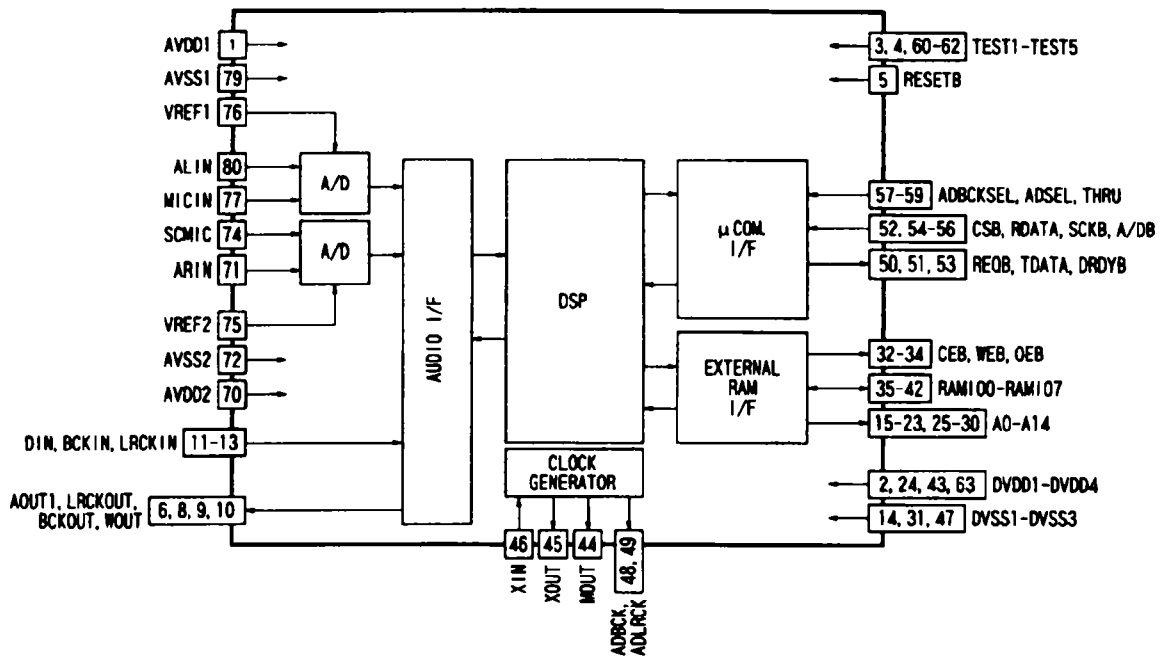 AVDD1 1
AVSS1 79
VREF1 76
ALIN 80
MICIN 77
SCMIC 74
ARIN 71
VREF2 75
AVSS2 72
AVDD2 70
DIN, BCKIN, LRCKIN 11-13
AOUT1, LRCKOUT,
BCKOUT, WOUT 6, 8, 9, 10
A/D
A/D
AUDIO I/F
DSP
μ COM.
I/F
EXTERNAL
RAM
I/F
CLOCK
GENERATOR
46 XIN
45 XOUT
44 MOUT
48, 49 ADBCK,
ADLRCK
3, 4, 60-62 TEST1-TEST5
5 RESETB
57-59 ADBCKSEL, ADSEL, THRU
52, 54-56 CSB, RDATA, SCKB, A/DB
50, 51, 53 REQB, TDATA, DRDYB
32-34 CEB, WEB, OEB
35-42 RAMIO0-RAMIO7
15-23, 25-30 A0-A14
2, 24, 43, 63 DVDD1-DVDD4
14, 31, 47 DVSS1-DVSS3